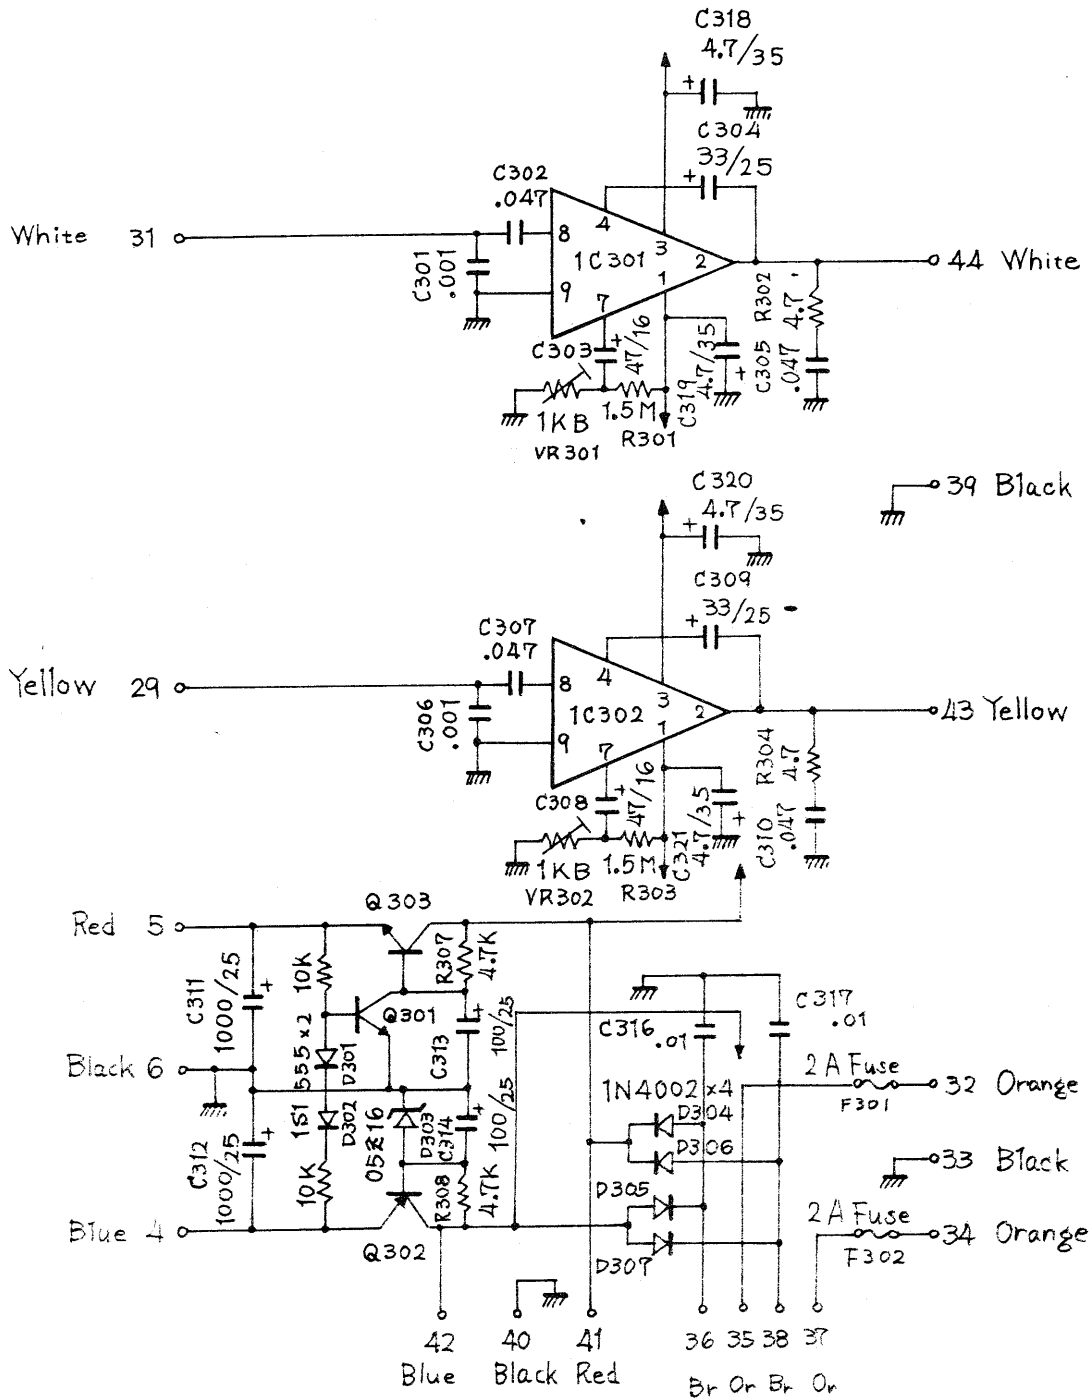 C318
4.7/35
+
C304
33/25
+
C302
.047
White 31
C301
.001
8
9
4
3
2
1
7
1C301
44 White
R302
4.7
C305
.047
C303
+
47/16
C319
4.7/35
+
1KB
VR301
1.5M
R301
39 Black
C320
4.7/35
+
C309
33/25
+
C307
.047
Yellow 29
C306
.001
8
9
4
3
2
1
7
1C302
43 Yellow
R304
4.7
C310
.047
C308
+
47/16
C321
4.7/35
+
1KB
VR302
1.5M
R303
Q303
Red 5
C311
1000/25
+
10K
R307
4.7K
Q301
C313
100/25
+
Black 6
1S1555×2
D301
D302
05Z16
D303
C314
100/25
+
C312
1000/25
+
10K
R308
4.7K
Blue 4
Q302
C316
.01
C317
.01
1N4002×4
D304
D306
D305
D307
2A Fuse
F301
32 Orange
33 Black
2A Fuse
F302
34 Orange
42
40
41
36
35
38
37
Blue
Black
Red
Br
Or
Br
Or